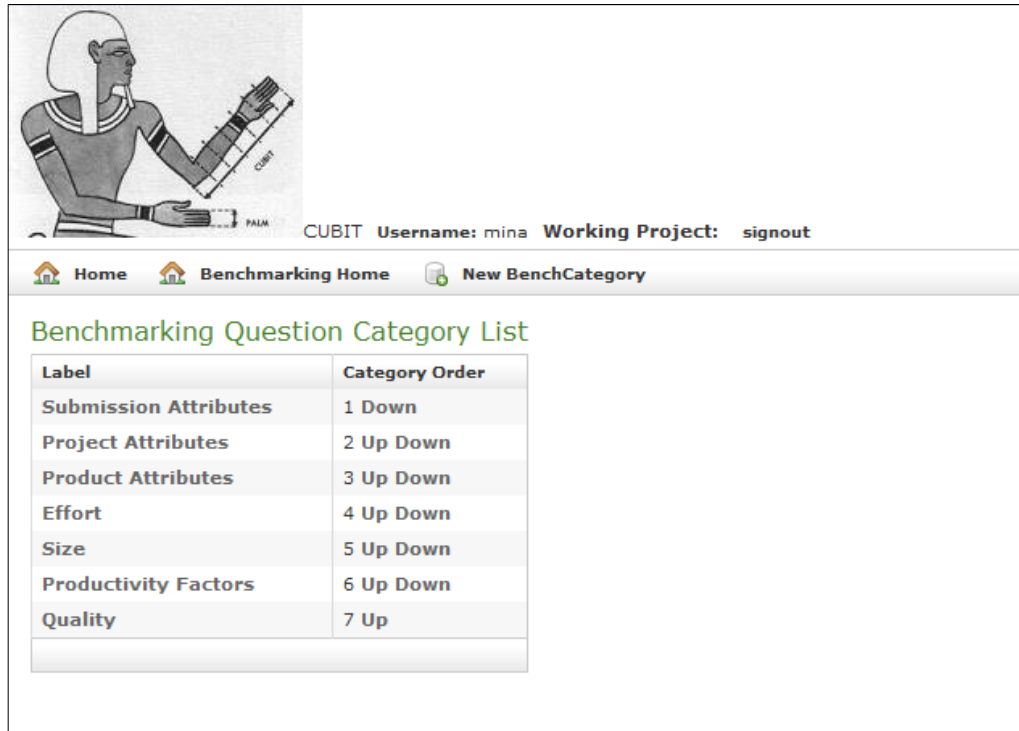 CUBIT
PALM
CUBIT Username: mina Working Project: signout
Home Benchmarking Home New BenchCategory
Benchmarking Question Category List
Label Category Order
Submission Attributes 1 Down
Project Attributes 2 Up Down
Product Attributes 3 Up Down
Effort 4 Up Down
Size 5 Up Down
Productivity Factors 6 Up Down
Quality 7 Up